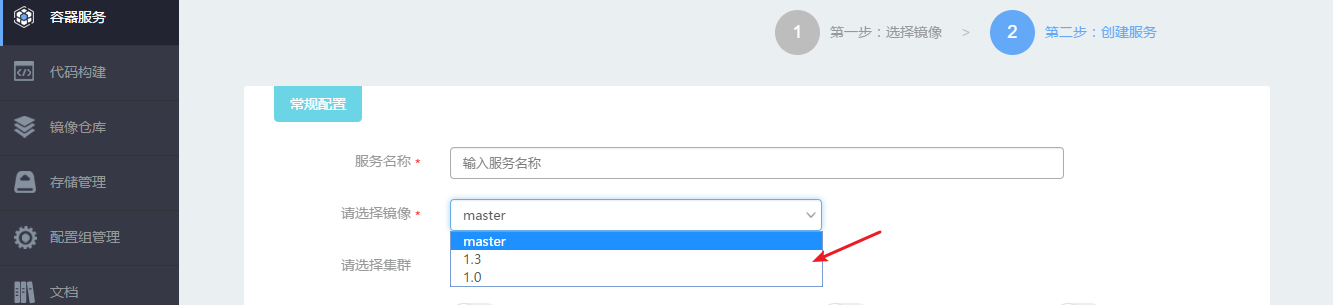 容器服务
代码构建
镜像仓库
存储管理
配置组管理
文档
1 第一步：选择镜像 > 2 第二步：创建服务
常规配置
服务名称 * 输入服务名称
请选择镜像 * master
master
1.3
1.0
请选择集群